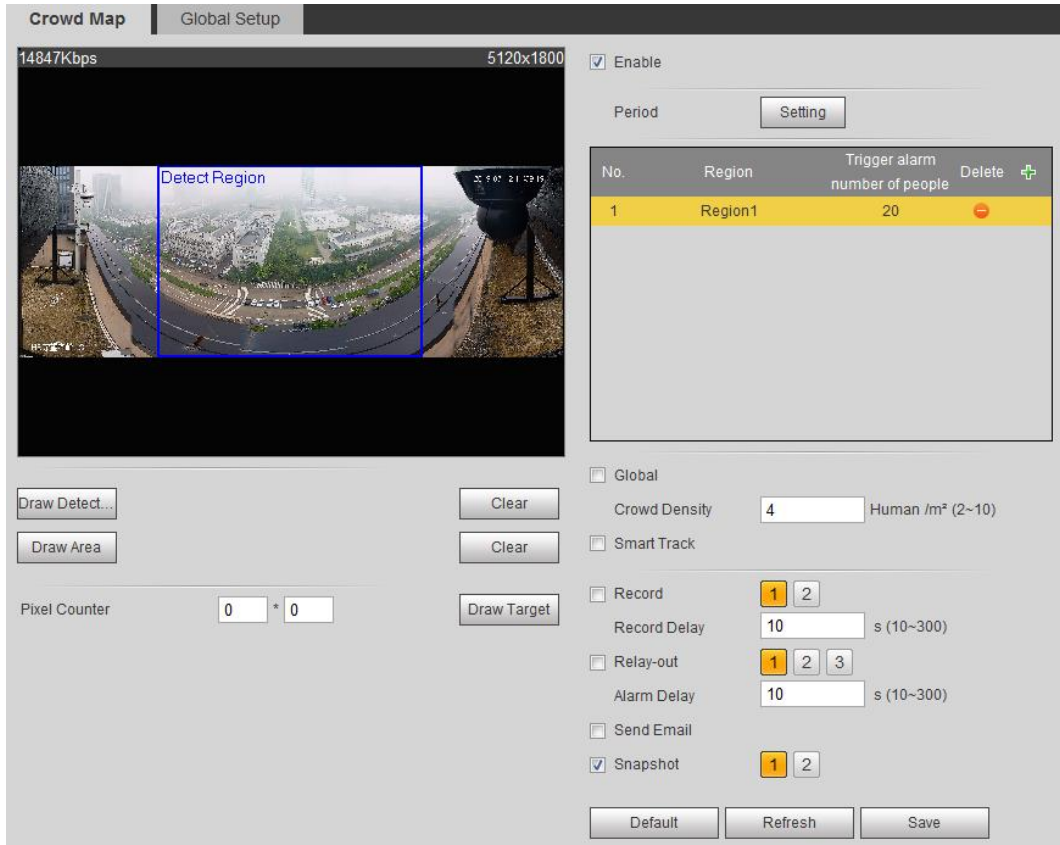 Crowd Map Global Setup
14847Kbps 5120x1800
Detect Region
Enable
Period Setting
No. Region Trigger alarm number of people Delete
1 Region1 20
Draw Detect... Clear
Draw Area Clear
Pixel Counter 0 * 0 Draw Target
Global
Crowd Density 4 Human /m² (2~10)
Smart Track
Record 1 2
Record Delay 10 s (10~300)
Relay-out 1 2 3
Alarm Delay 10 s (10~300)
Send Email
Snapshot 1 2
Default Refresh Save